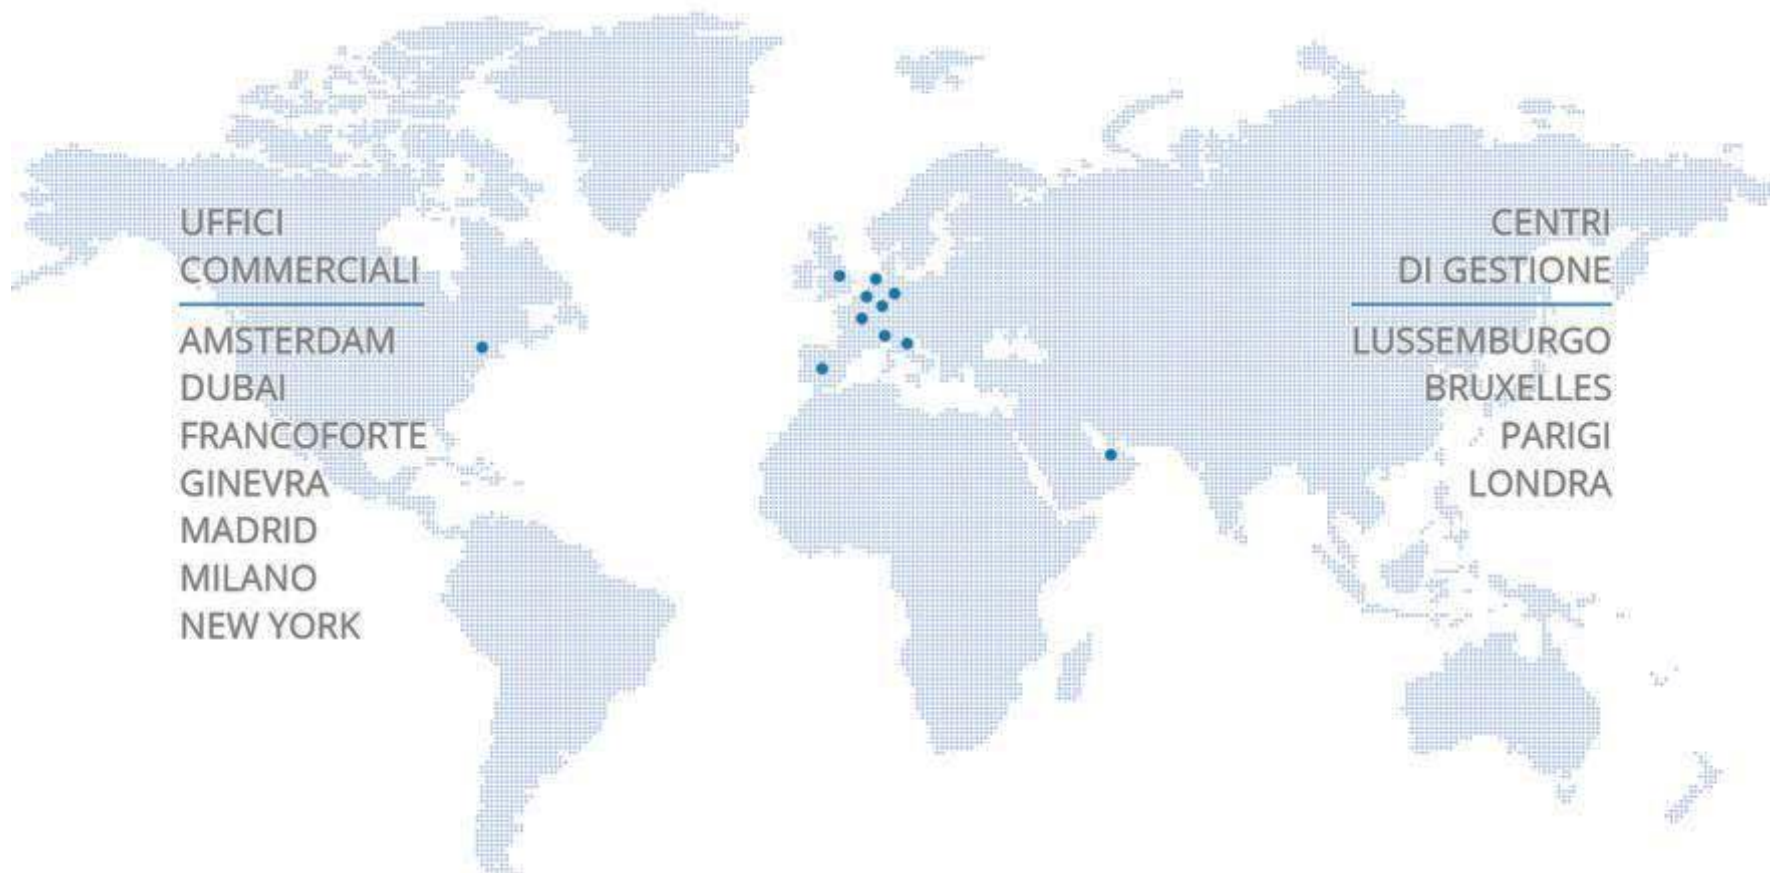 UFFICI
COMMERCIALI
AMSTERDAM
DUBAI
FRANCOFORTE
GINEVRA
MADRID
MILANO
NEW YORK
CENTRI
DI GESTIONE
LUSSEMBURGO
BRUXELLES
PARIGI
LONDRA